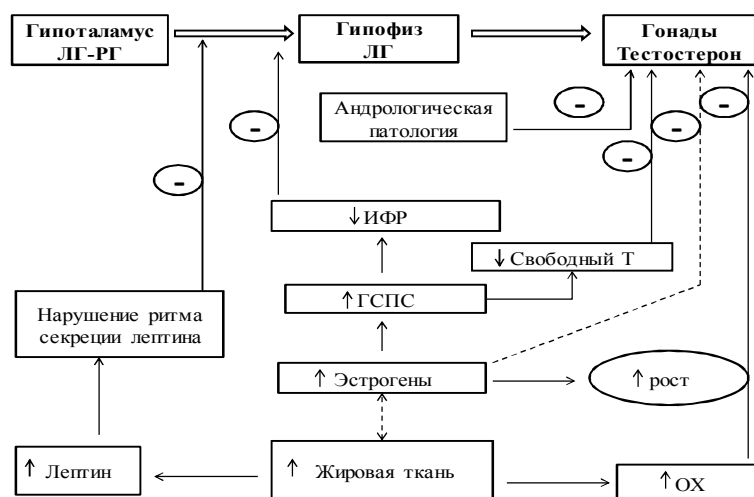 Гипоталамус
ЛГ-РГ
Гипофиз
ЛГ
Гонады
Тестостерон
Андрологическая
патология
-
-
-
-
-
-
↓ ИФР
↓ Свободный Т
Нарушение ритма
секреции лептина
↑ ГСПС
↑ Эстрогены
↑ рост
↑ Лептин
↑ Жировая ткань
↑ ОХ